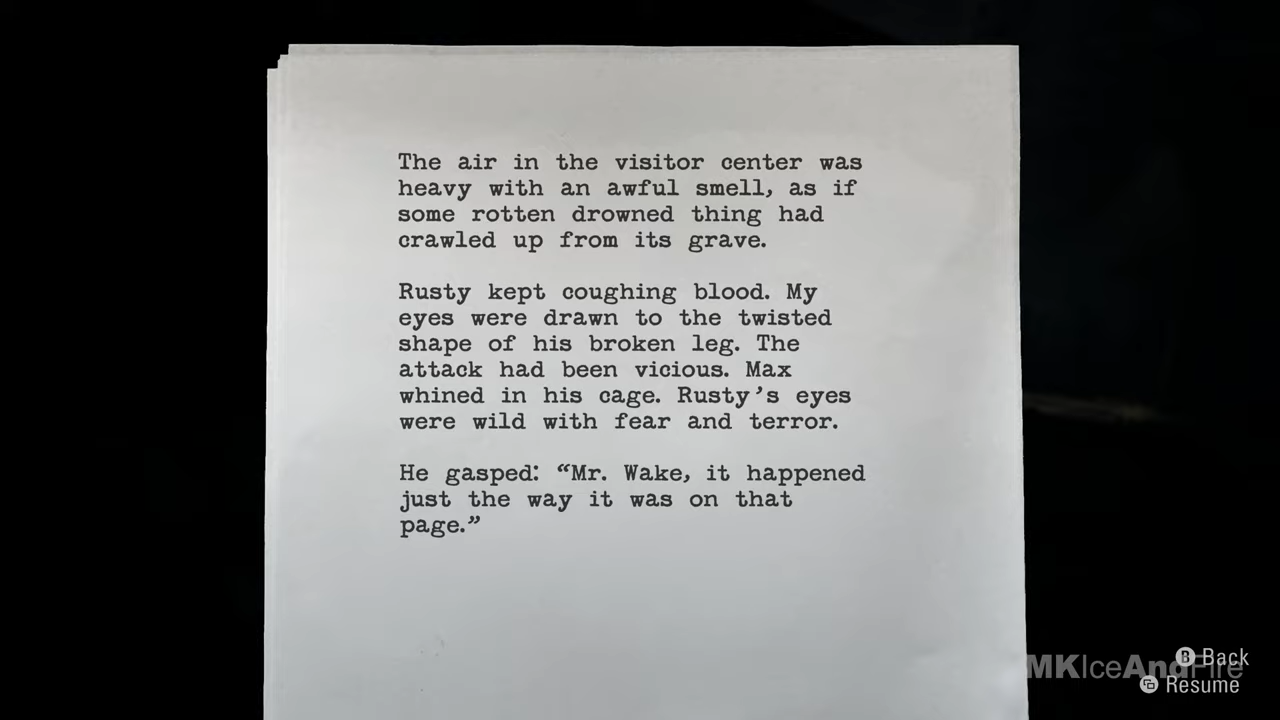 The air in the visitor center was
heavy with an awful smell, as if
some rotten drowned thing had
crawled up from its grave.
Rusty kept coughing blood. My
eyes were drawn to the twisted
shape of his broken leg. The
attack had been vicious. Max
whined in his cage. Rusty’s eyes
were wild with fear and terror.
He gasped: “Mr. Wake, it happened
just the way it was on that
page.”
MKIceAndFire
B Back
Resume